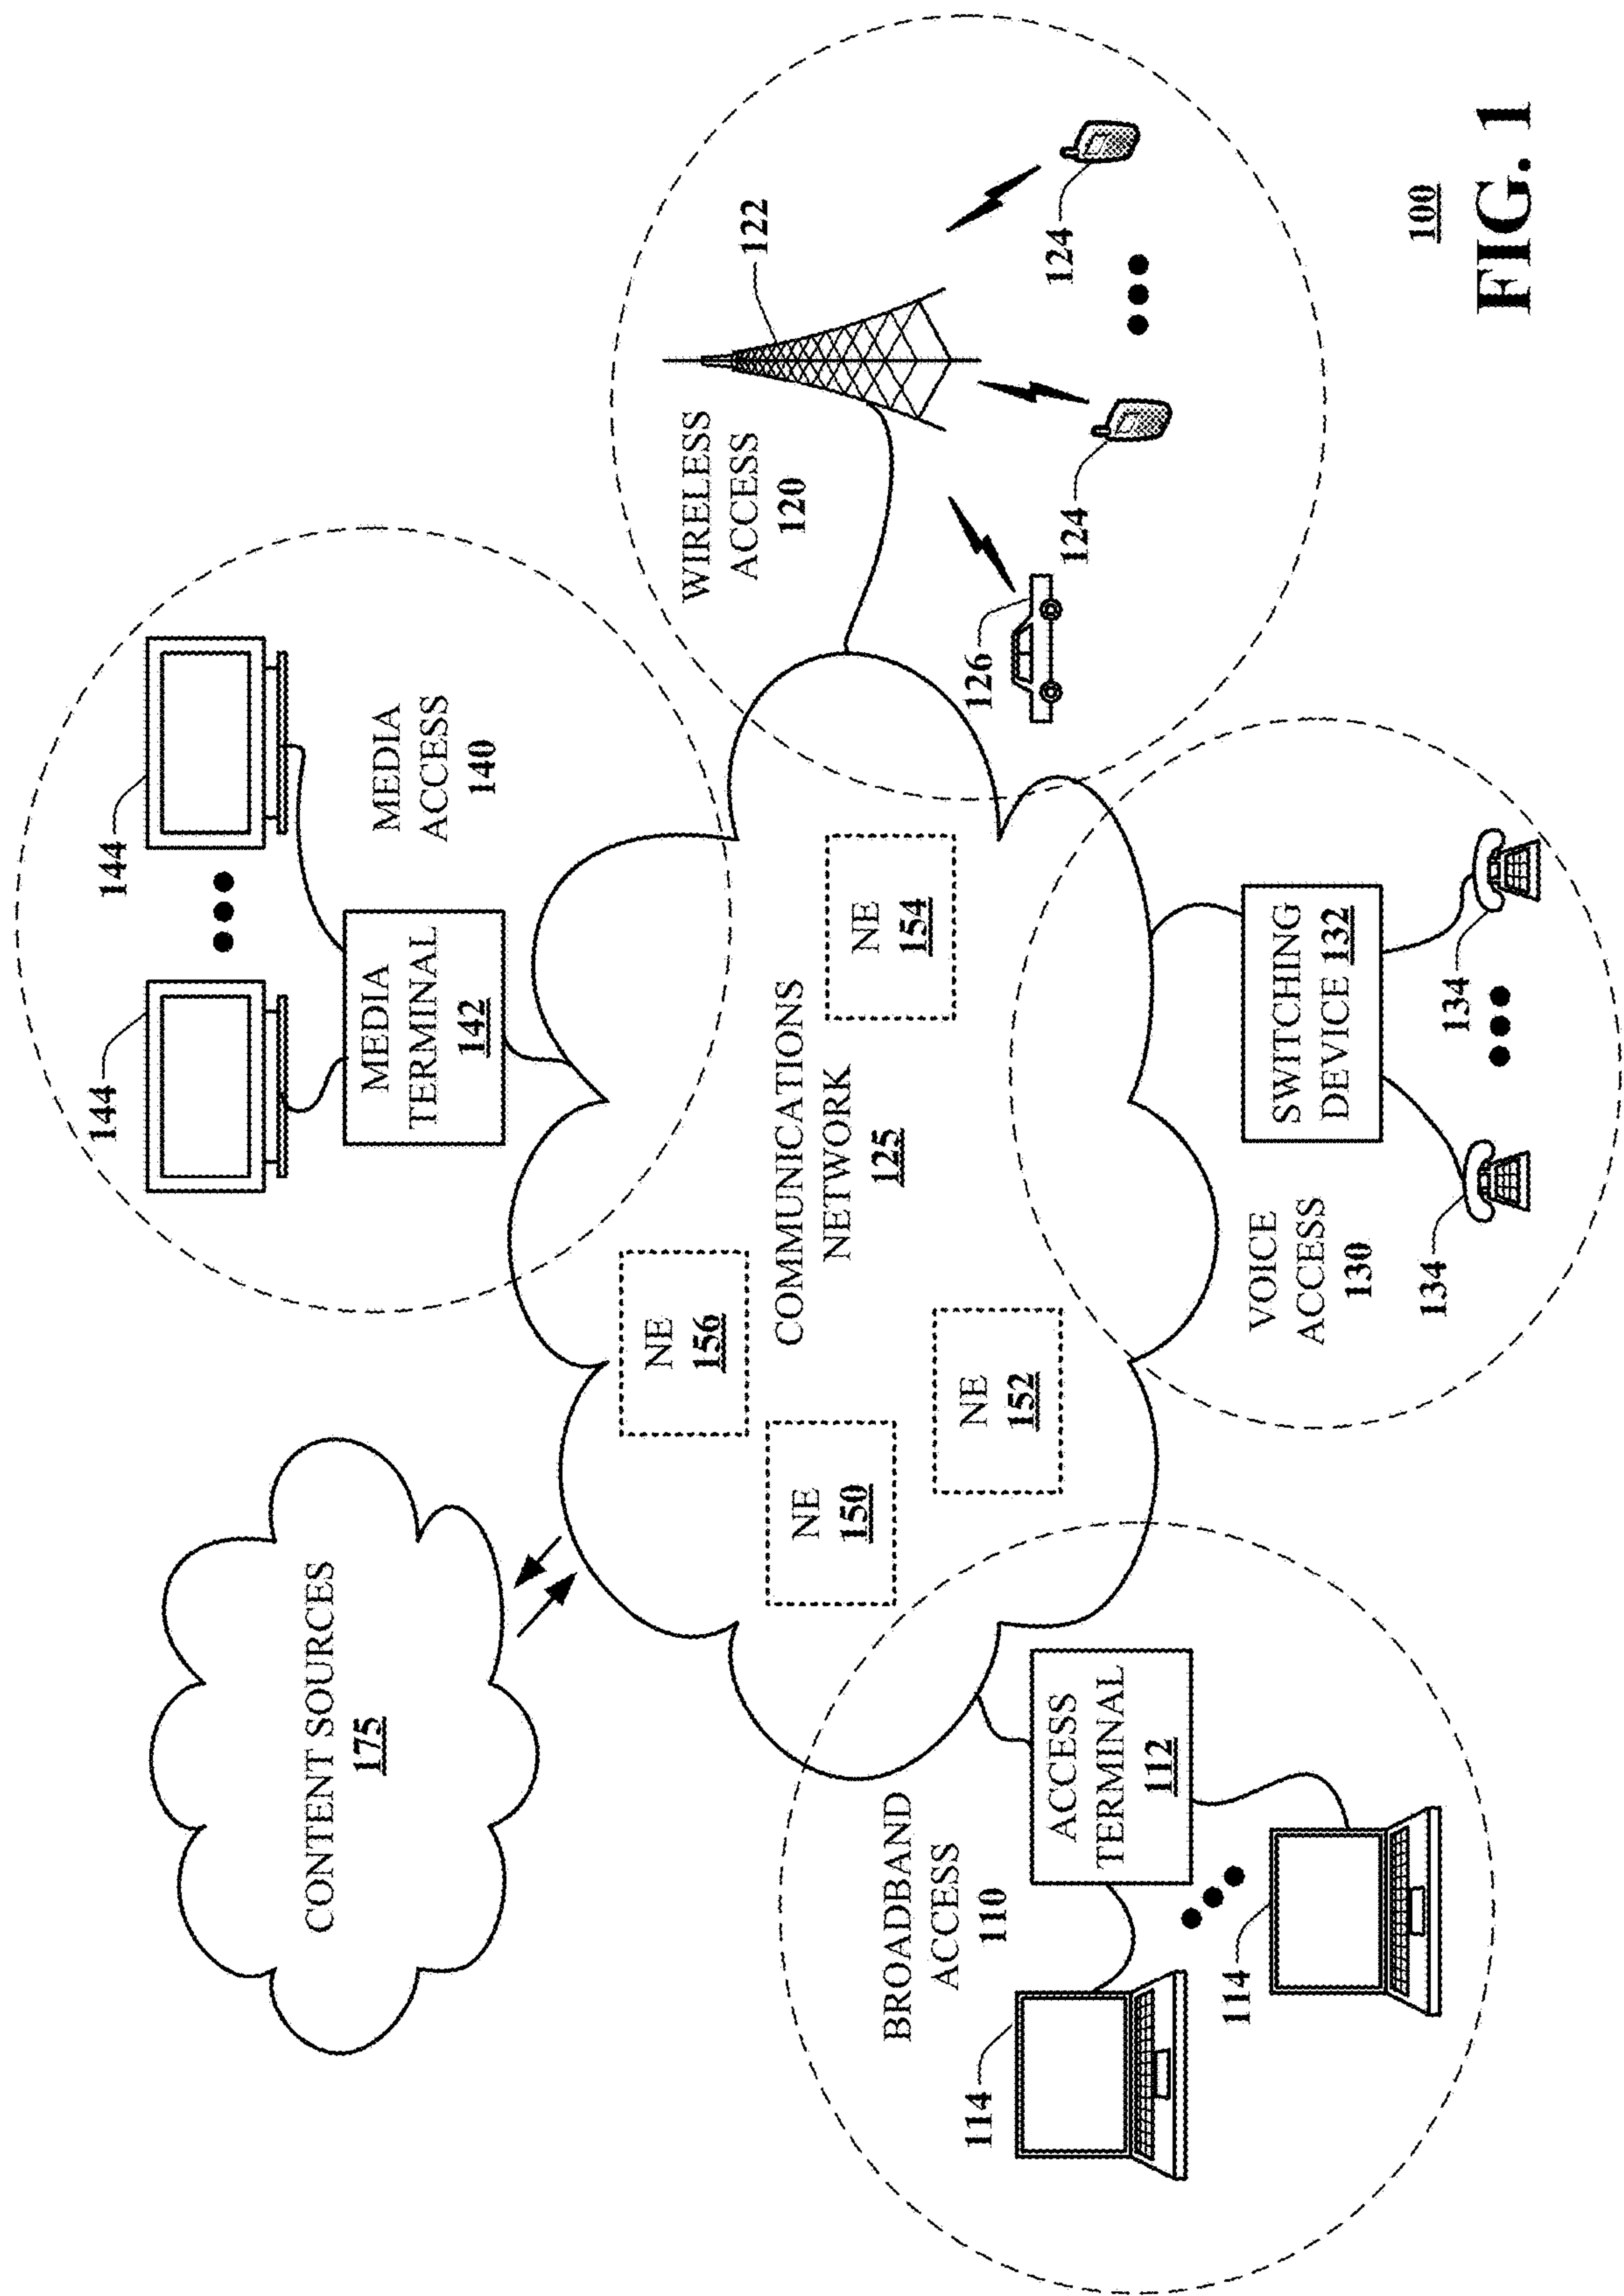 CONTENT SOURCES
175
144
144
MEDIA
TERMINAL
142
MEDIA
ACCESS
140
NE
156
NE
150
NE
152
COMMUNICATIONS
NETWORK
125
NE
154
WIRELESS
ACCESS
120
122
126
124
124
BROADBAND
ACCESS
110
ACCESS
TERMINAL
112
114
114
VOICE
ACCESS
130
SWITCHING
DEVICE 132
134
134
100
FIG. 1